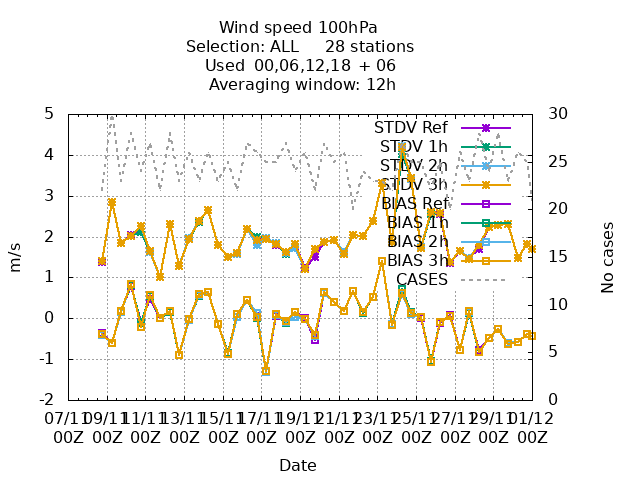 Wind speed 100hPa
Selection: ALL     28 stations
Used  00,06,12,18 + 06
Averaging window: 12h
5 4 3 2 1 0 -1 -2
m/s
30 25 20 15 10 5 0
No cases
STDV Ref
STDV 1h
STDV 2h
STDV 3h
BIAS Ref
BIAS 1h
BIAS 2h
BIAS 3h
CASES
07/11 09/11 11/11 13/11 15/11 17/11 19/11 21/11 23/11 25/11 27/11 29/11 01/12
00Z 00Z 00Z 00Z 00Z 00Z 00Z 00Z 00Z 00Z 00Z 00Z 00Z
Date